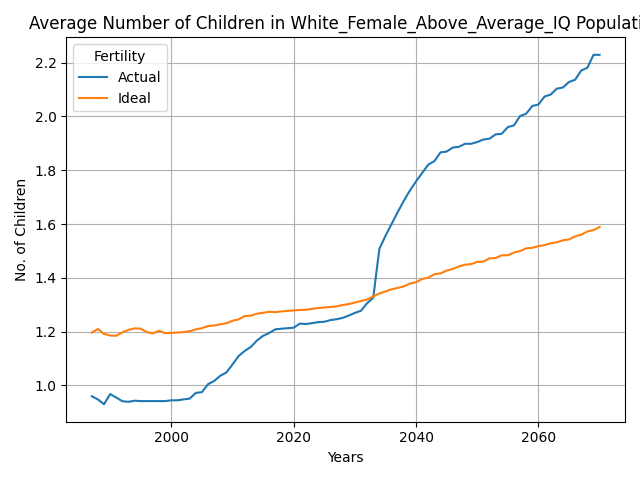 Average Number of Children in White_Female_Above_Average_IQ Populati
Fertility
Actual
Ideal
No. of Children
2.2
2.0
1.8
1.6
1.4
1.2
1.0
2000 2020 2040 2060
Years